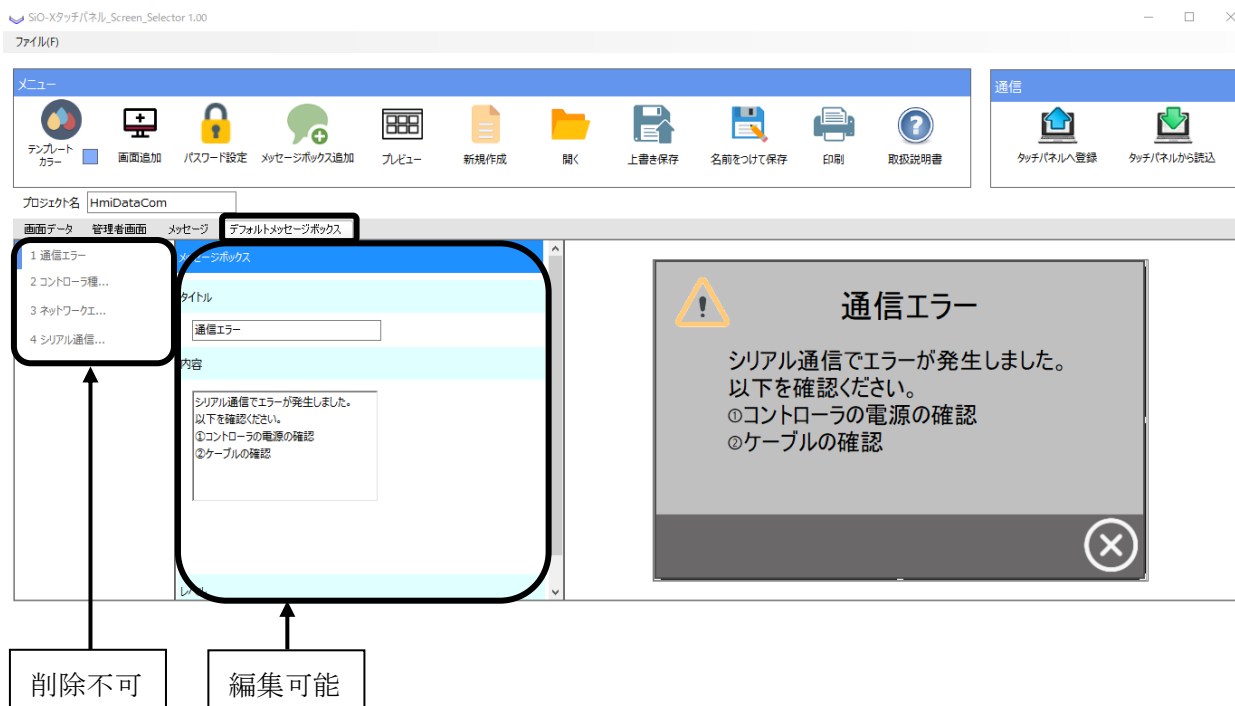 SiO-Xタッチパネル_Screen_Selector 1.00
ファイル(F)
メニュー
通信
テンプレート
カラー
画面追加
パスワード設定
メッセージボックス追加
プレビュー
新規作成
開く
上書き保存
名前をつけて保存
印刷
取扱説明書
タッチパネルへ登録
タッチパネルから読込
プロジェクト名 HmiDataCom
画面データ 管理者画面 メッセージ デフォルトメッセージボックス
1 通信エラー
2 コントローラ種...
3 ネットワークエ...
4 シリアル通信...
メッセージボックス
タイトル
通信エラー
内容
シリアル通信でエラーが発生しました。
以下を確認ください。
①コントローラの電源の確認
②ケーブルの確認
レベル
通信エラー
シリアル通信でエラーが発生しました。
以下を確認ください。
①コントローラの電源の確認
②ケーブルの確認
削除不可
編集可能